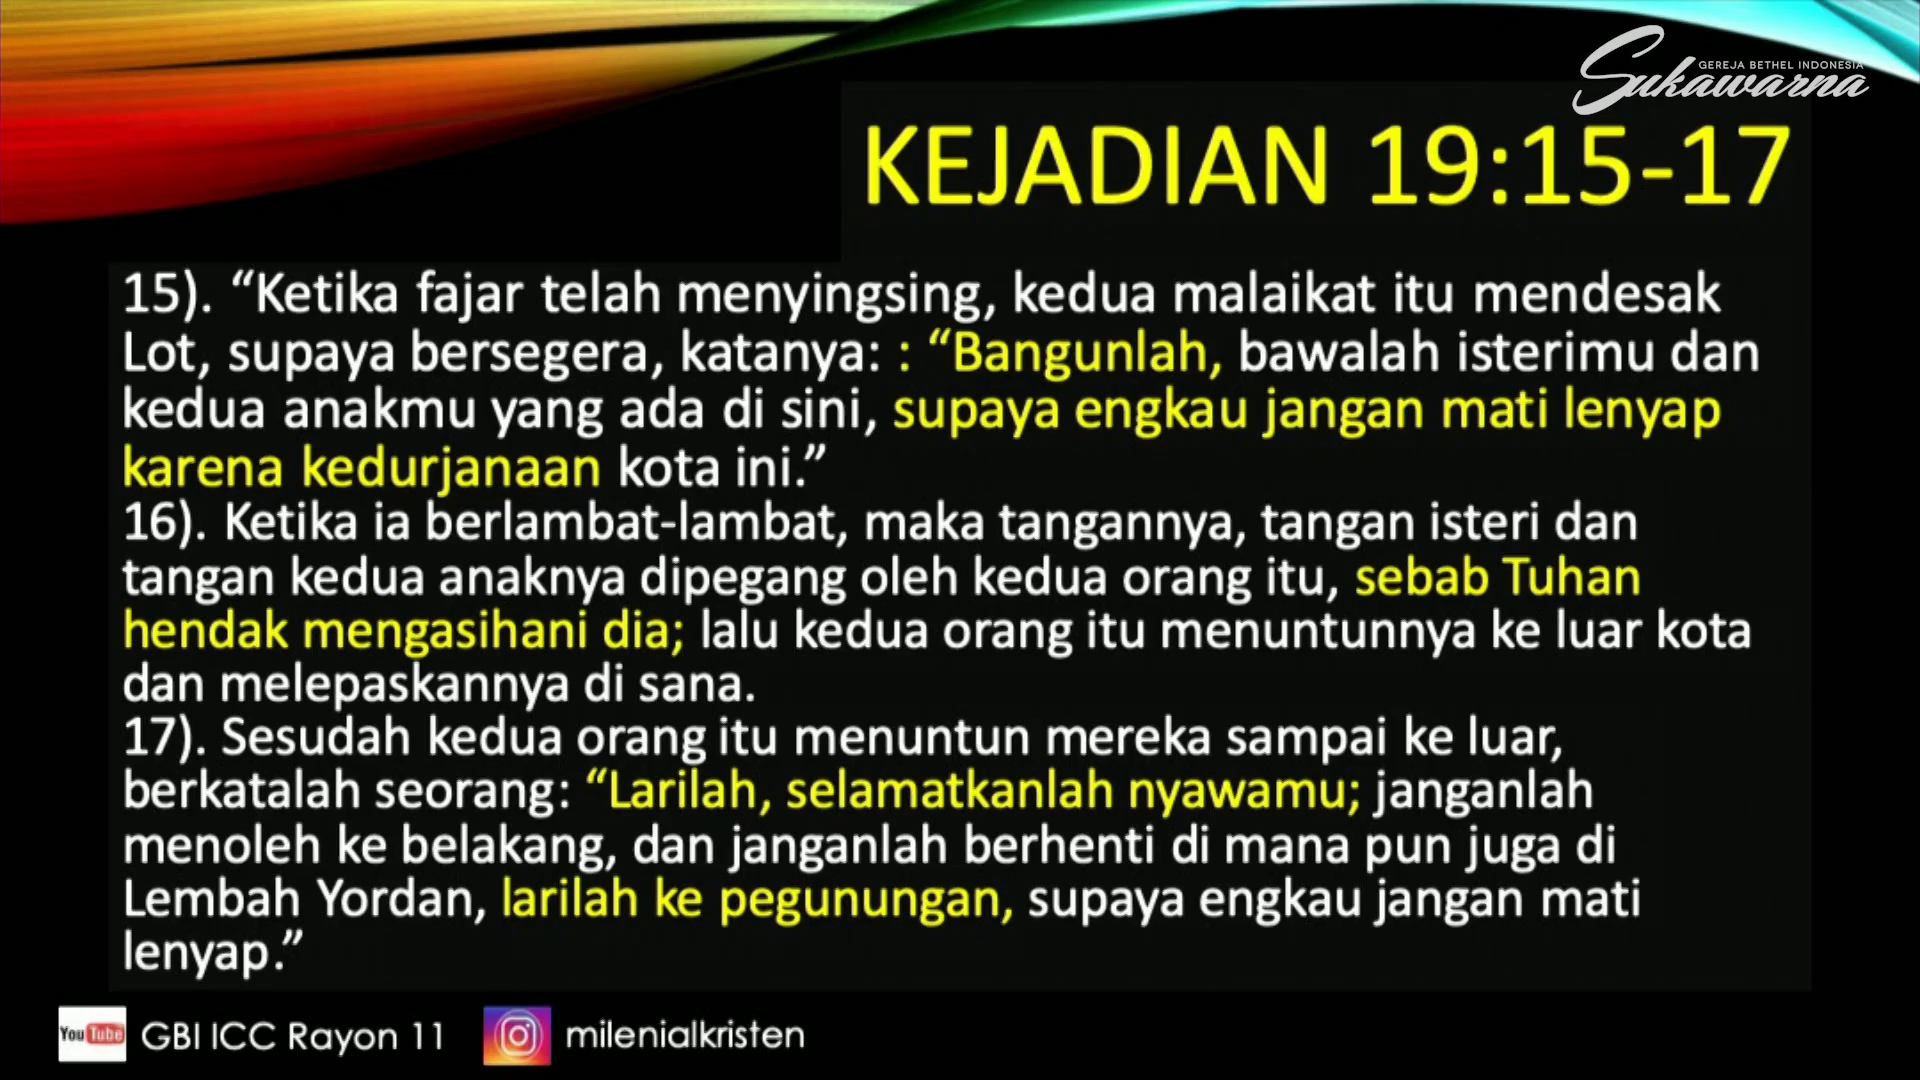 GEREJA BETHEL INDONESIA
Sukawarna
KEJADIAN 19:15-17
15). “Ketika fajar telah menyingsing, kedua malaikat itu mendesak
Lot, supaya bersegera, katanya: : “Bangunlah, bawalah isterimu dan
kedua anakmu yang ada di sini, supaya engkau jangan mati lenyap
karena kedurjanaan kota ini.”
16). Ketika ia berlambat-lambat, maka tangannya, tangan isteri dan
tangan kedua anaknya dipegang oleh kedua orang itu, sebab Tuhan
hendak mengasihani dia; lalu kedua orang itu menuntunnya ke luar kota
dan melepaskannya di sana.
17). Sesudah kedua orang itu menuntun mereka sampai ke luar,
berkatalah seorang: “Larilah, selamatkanlah nyawamu; janganlah
menoleh ke belakang, dan janganlah berhenti di mana pun juga di
Lembah Yordan, larilah ke pegunungan, supaya engkau jangan mati
lenyap.”
YouTube GBI ICC Rayon 11 milenialkristen